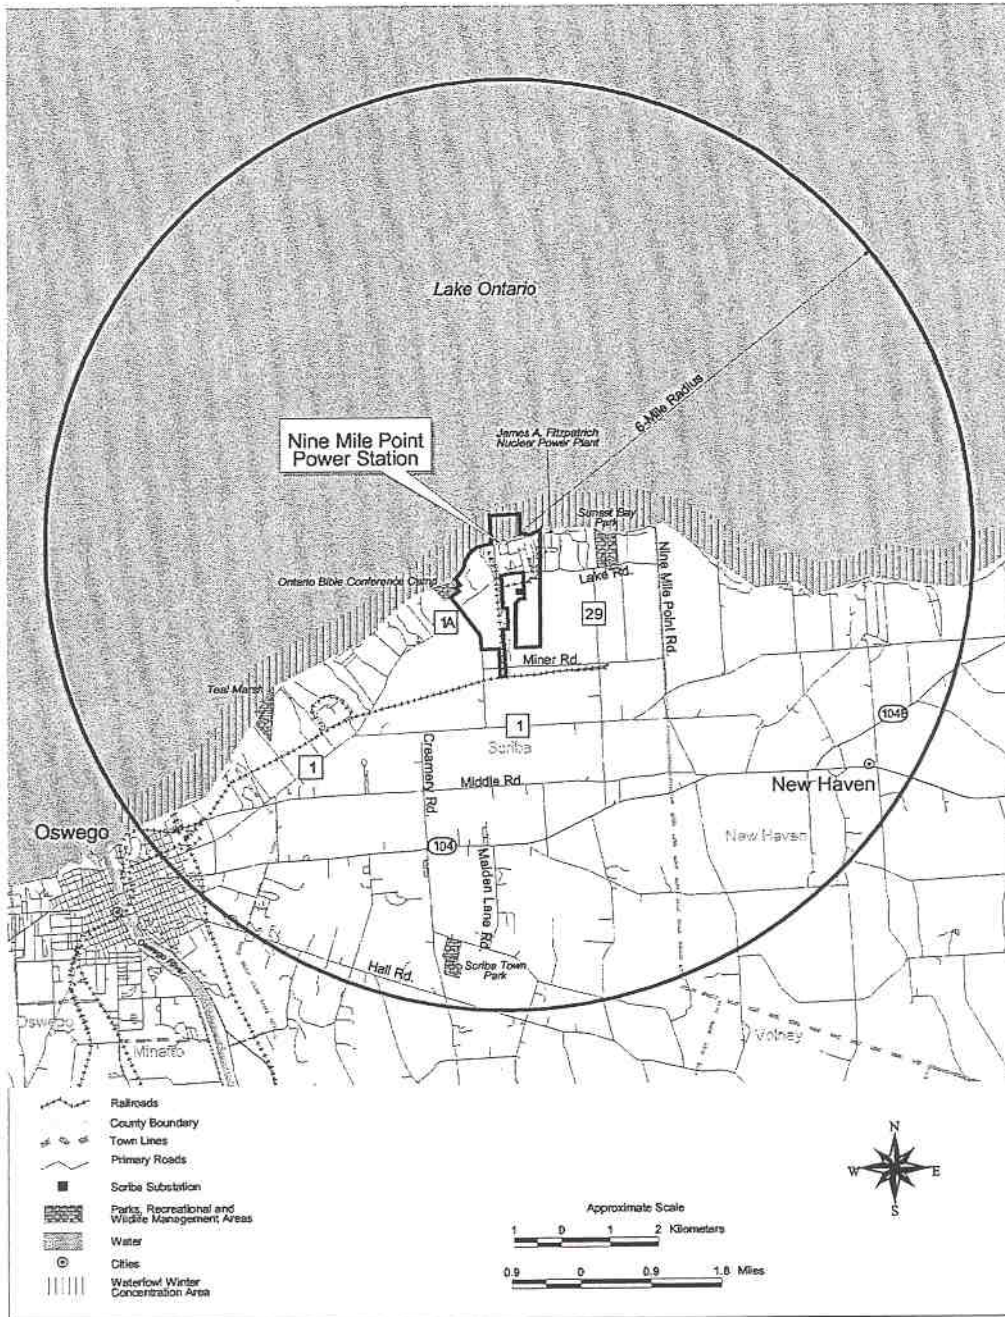 Lake Ontario
6-Mile Radius
Nine Mile Point
Power Station
James A. Fitzpatrick
Nuclear Power Plant
Sunset Bay
Park
Ontario Bible Conference Camp
Lake Rd.
Nine Mile Point Rd.
1A
29
Miner Rd.
Teal Marsh
104B
1
Scriba
1
Creamery Rd.
Middle Rd.
New Haven
Oswego
New Haven
104
Maiden Lane Rd.
Hall Rd.
Scriba Town
Park
Oswego River
Oswego
Minetto
Volney
Railroads
County Boundary
Town Lines
Primary Roads
Scriba Substation
Parks, Recreational and
Wildlife Management Areas
Water
Cities
Waterfowl Winter
Concentration Area
N
W
E
S
Approximate Scale
1 0 1 2 Kilometers
0.9 0 0.9 1.8 Miles